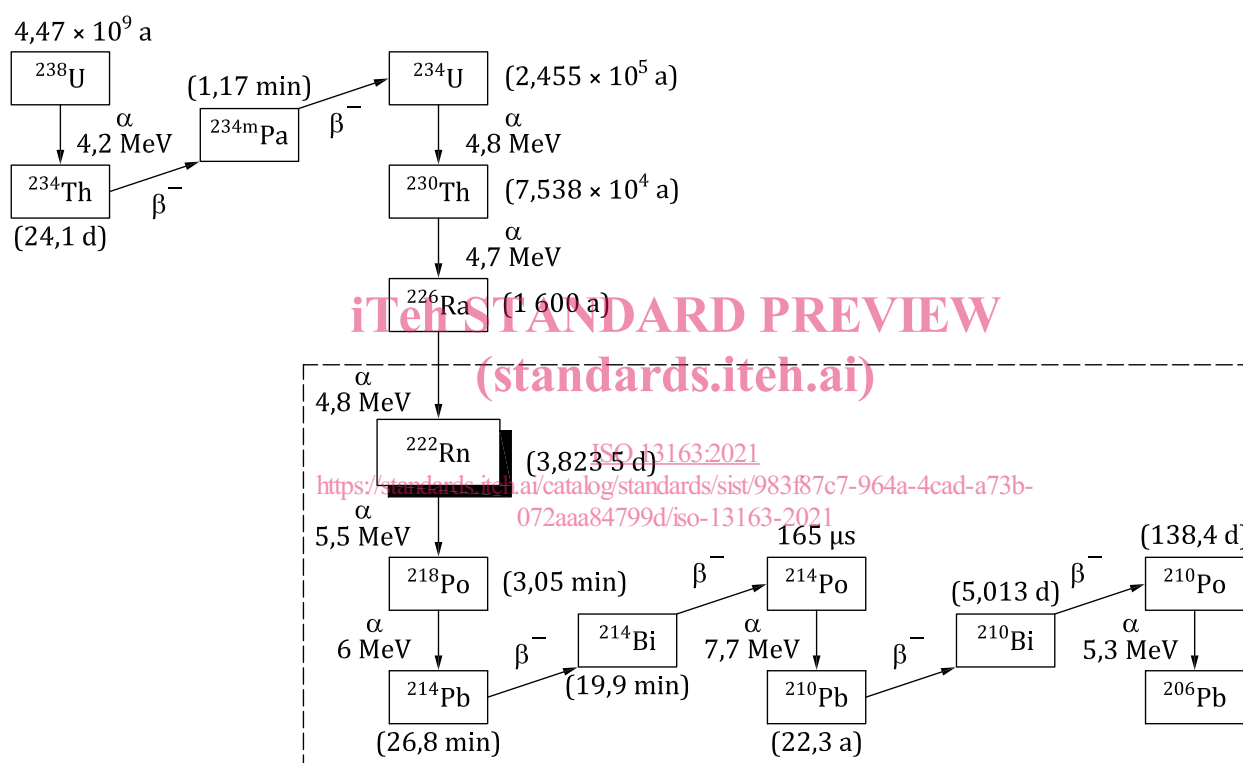 4,47 × 10⁹ a
²³⁸U
(1,17 min)
²³⁴U
(2,455 × 10⁵ a)
α
4,2 MeV
²³⁴ᵐPa
β⁻
α
4,8 MeV
²³⁴Th
β⁻
(24,1 d)
²³⁰Th
(7,538 × 10⁴ a)
α
4,7 MeV
²²⁶Ra
(1 600 a)
iTeh STANDARD PREVIEW
(standards.iteh.ai)
α
4,8 MeV
²²²Rn
(3,823 5 d)
ISO 13163:2021
https://standards.iteh.ai/catalog/standards/sist/983f87c7-964a-4cad-a73b-
072aaa84799d/iso-13163-2021
α
5,5 MeV
165 µs
(138,4 d)
²¹⁸Po
(3,05 min)
β⁻
²¹⁴Po
(5,013 d)
β⁻
²¹⁰Po
α
6 MeV
β⁻
²¹⁴Bi
α
7,7 MeV
β⁻
²¹⁰Bi
α
5,3 MeV
²¹⁴Pb
(19,9 min)
²¹⁰Pb
²⁰⁶Pb
(26,8 min)
(22,3 a)